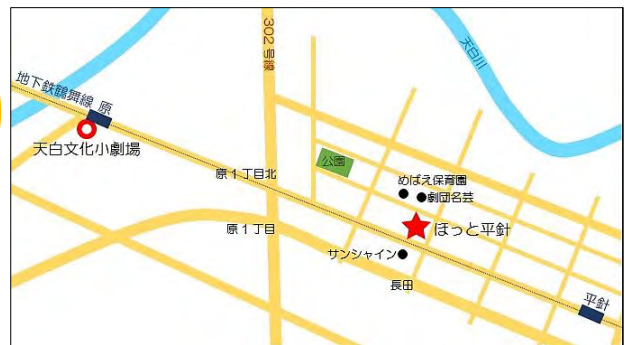 302号線
天白川
地下鉄鶴舞線 原
天白文化小劇場
公園
原1丁目北
めばえ保育園
劇団名芸
ほっと平針
原1丁目
サンシャイン
長田
平針